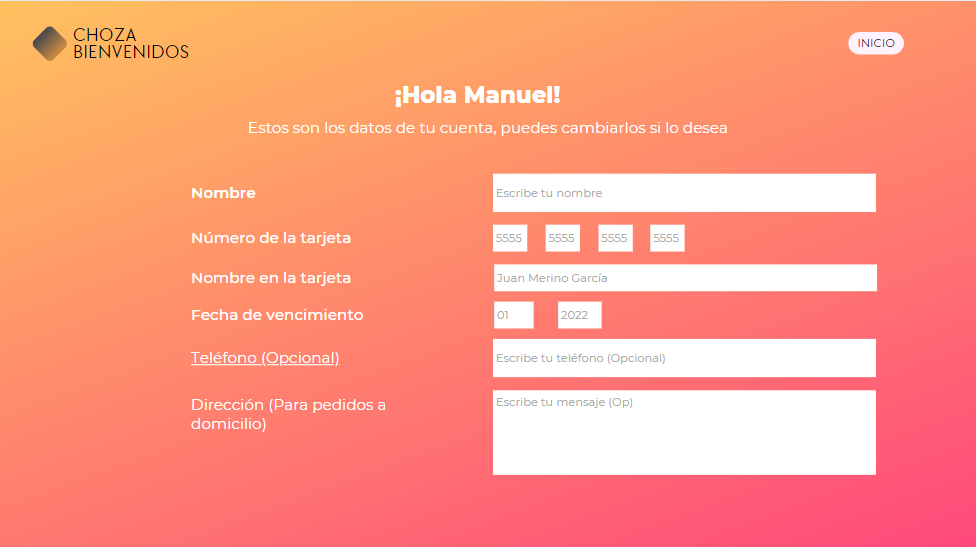 CHOZA
BIENVENIDOS
INICIO
¡Hola Manuel!
Estos son los datos de tu cuenta, puedes cambiarlos si lo desea
Nombre
Escribe tu nombre
Número de la tarjeta
5555 5555 5555 5555
Nombre en la tarjeta
Juan Merino García
Fecha de vencimiento
01 2022
Teléfono (Opcional)
Escribe tu teléfono (Opcional)
Dirección (Para pedidos a
domicilio)
Escribe tu mensaje (Op)